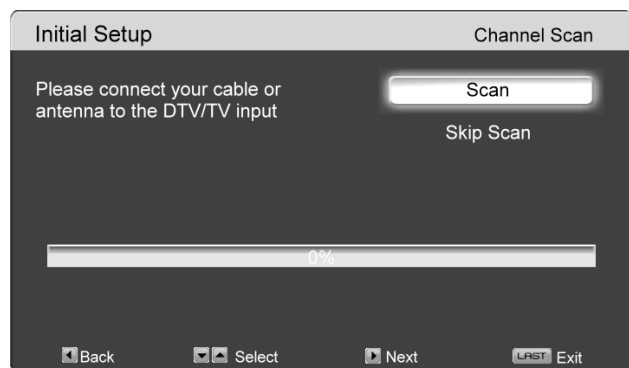 Initial Setup
Channel Scan
Please connect your cable or
antenna to the DTV/TV input
Scan
Skip Scan
0%
Back
Select
Next
LAST Exit